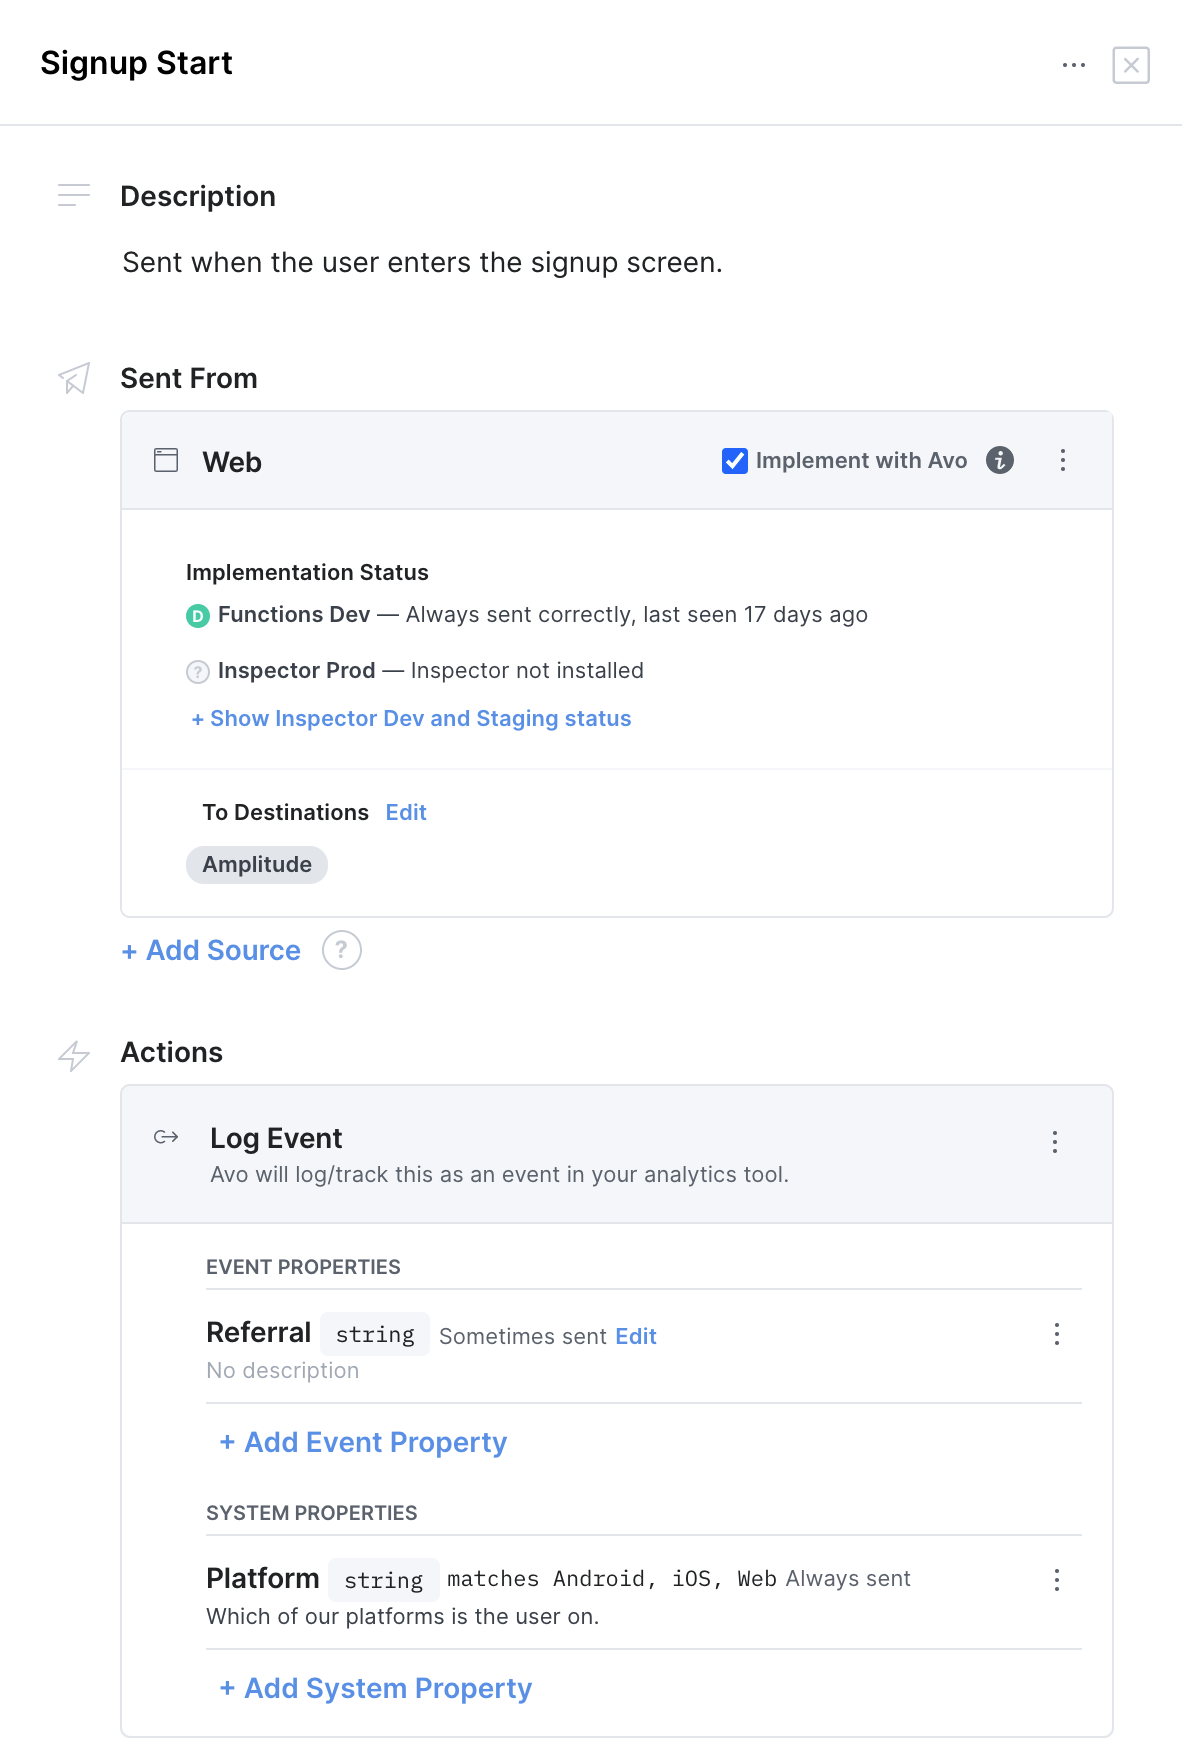 Signup Start
Description
Sent when the user enters the signup screen.
Sent From
Web Implement with Avo i
Implementation Status
D Functions Dev — Always sent correctly, last seen 17 days ago
? Inspector Prod — Inspector not installed
+ Show Inspector Dev and Staging status
To Destinations Edit
Amplitude
+ Add Source ?
Actions
Log Event
Avo will log/track this as an event in your analytics tool.
EVENT PROPERTIES
Referral string Sometimes sent Edit
No description
+ Add Event Property
SYSTEM PROPERTIES
Platform string matches Android, iOS, Web Always sent
Which of our platforms is the user on.
+ Add System Property